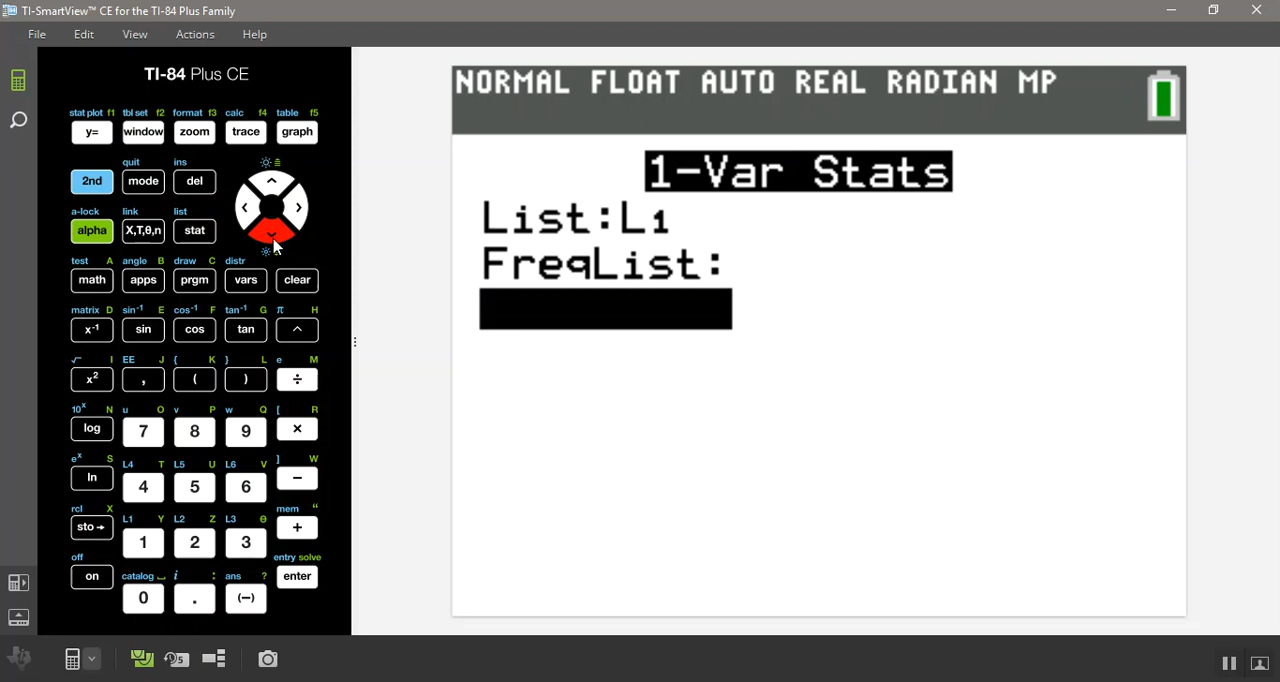 TI-SmartView™ CE for the TI-84 Plus Family
File Edit View Actions Help
TI-84 Plus CE
stat plot f1 tbl set f2 format f3 calc f4 table f5
y= window zoom trace graph
quit ins
2nd mode del
a-lock link list
alpha X,T,θ,n stat
test A angle B draw C distr
math apps prgm vars clear
matrix D sin⁻¹ E cos⁻¹ F tan⁻¹ G π H
x⁻¹ sin cos tan ^
√ I EE J { K } L e M
x² , ( ) ÷
10ˣ N u O v P w Q [ R
log 7 8 9 ×
eˣ S L4 T L5 U L6 V ] W
ln 4 5 6 −
rcl X L1 Y L2 Z L3 θ mem “
sto→ 1 2 3 +
off catalog i : ans ? entry solve
on 0 . (−) enter
NORMAL FLOAT AUTO REAL RADIAN MP
1-Var Stats
List:L1
FreqList: